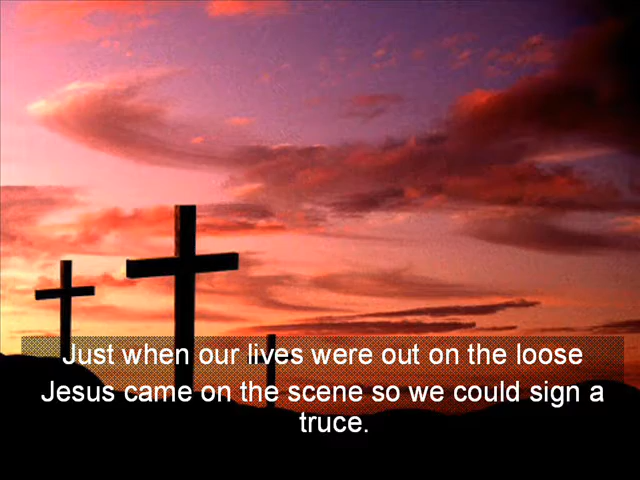 Just when our lives were out on the loose
Jesus came on the scene so we could sign a
truce.